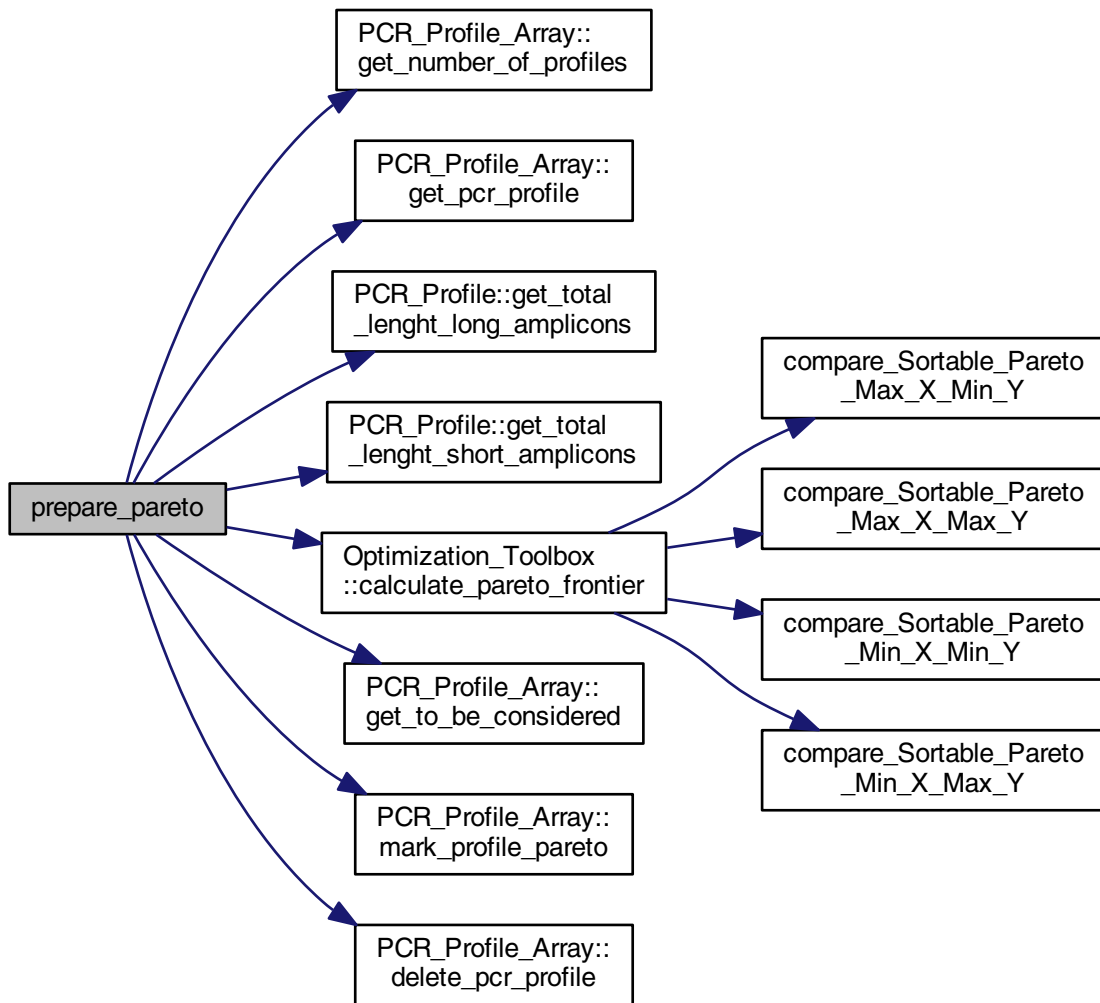 PCR_Profile_Array::
get_number_of_profiles
PCR_Profile_Array::
get_pcr_profile
PCR_Profile::get_total
_lenght_long_amplicons
PCR_Profile::get_total
_lenght_short_amplicons
prepare_pareto
Optimization_Toolbox
::calculate_pareto_frontier
PCR_Profile_Array::
get_to_be_considered
PCR_Profile_Array::
mark_profile_pareto
PCR_Profile_Array::
delete_pcr_profile
compare_Sortable_Pareto
_Max_X_Min_Y
compare_Sortable_Pareto
_Max_X_Max_Y
compare_Sortable_Pareto
_Min_X_Min_Y
compare_Sortable_Pareto
_Min_X_Max_Y